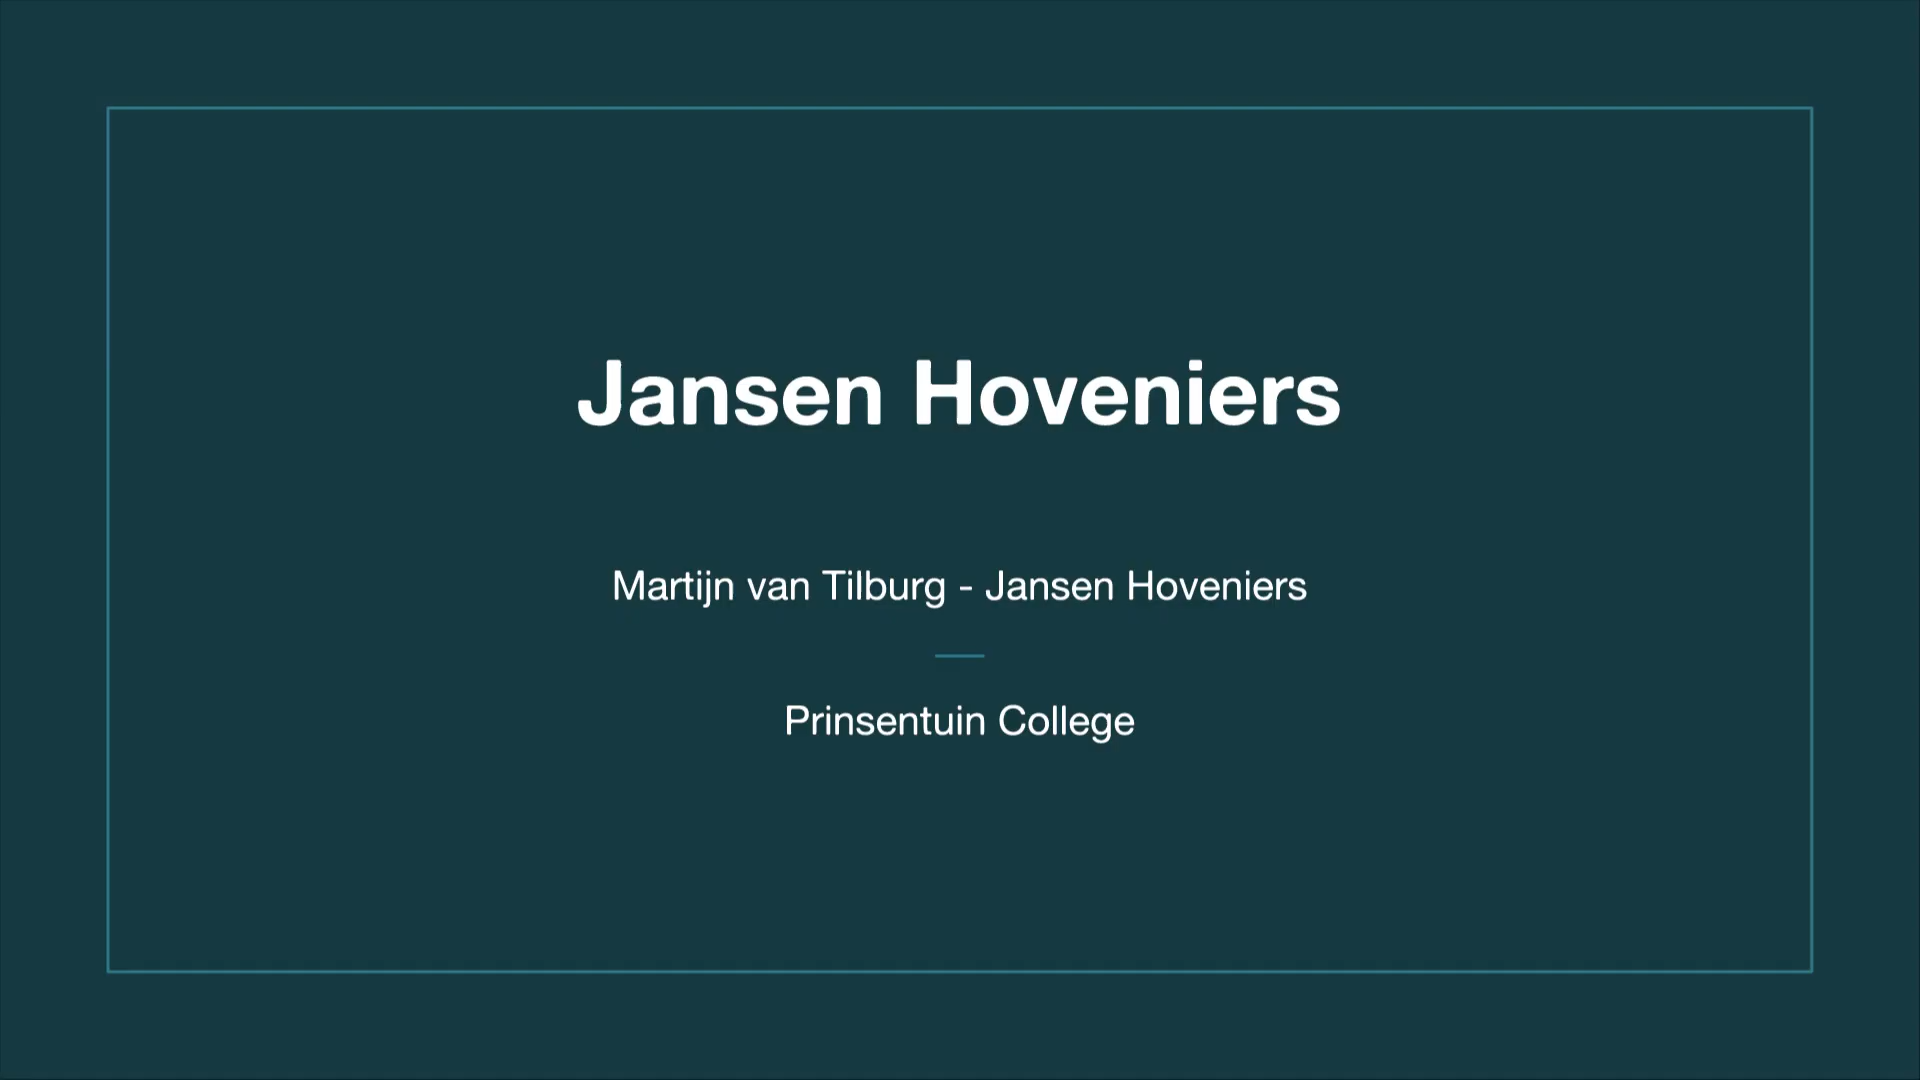 Jansen Hoveniers
Martijn van Tilburg - Jansen Hoveniers
Prinsentuin College